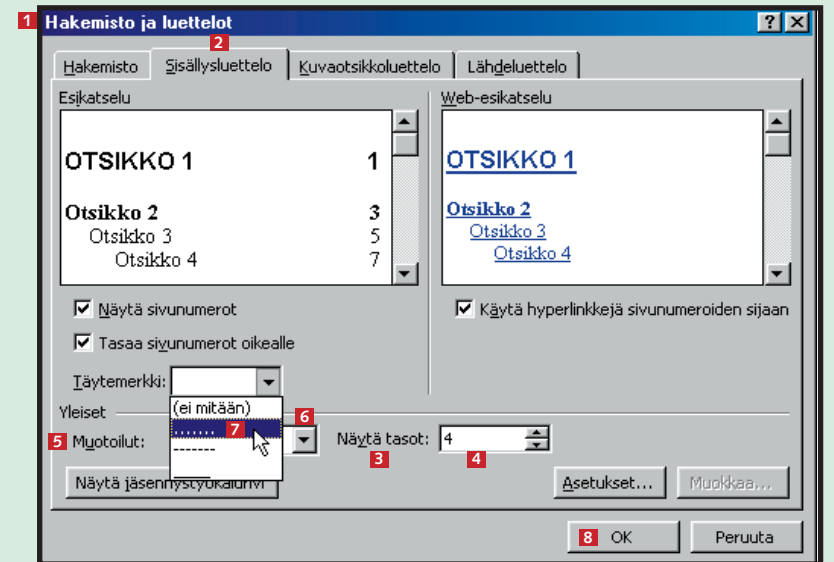 1 Hakemisto ja luettelot
2
Hakemisto Sisällysluettelo Kuvaotsikkoluettelo Lähdeluettelo
Esikatselu Web-esikatselu
OTSIKKO 1 1
Otsikko 2 3
Otsikko 3 5
Otsikko 4 7
OTSIKKO 1
Otsikko 2
Otsikko 3
Otsikko 4
Näytä sivunumerot
Käytä hyperlinkkejä sivunumeroiden sijaan
Tasaa sivunumerot oikealle
Täytemerkki:
(ei mitään)
....... 7
-------
Yleiset
5 Muotoilut: 6
Näytä tasot: 4
3 4
Näytä jäsennystyökalurivi
Asetukset... Muokkaa...
8 OK Peruuta